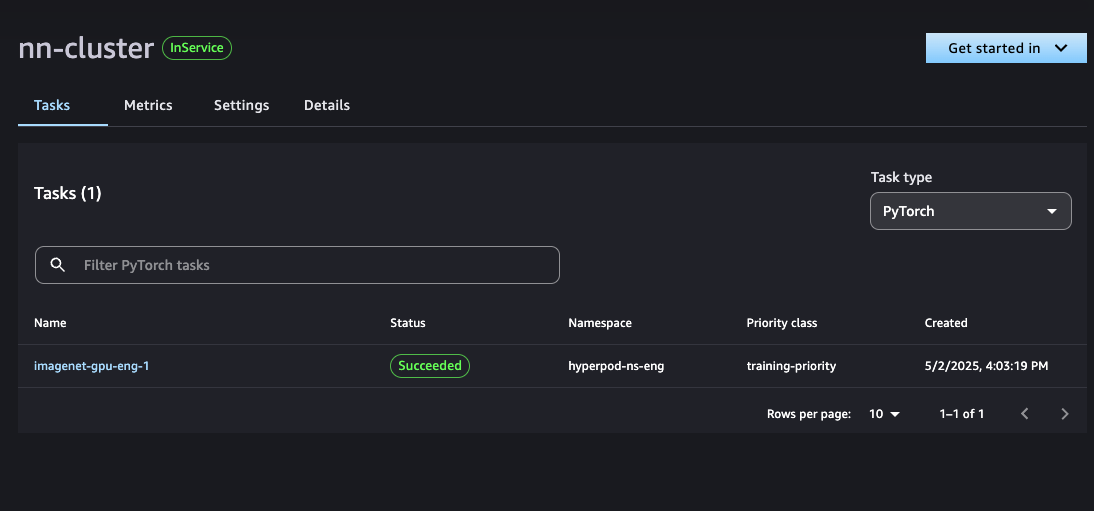 nn-cluster InService
Get started in
Tasks Metrics Settings Details
Tasks (1)
Task type
PyTorch
Filter PyTorch tasks
Name Status Namespace Priority class Created
imagenet-gpu-eng-1 Succeeded hyperpod-ns-eng training-priority 5/2/2025, 4:03:19 PM
Rows per page: 10 1–1 of 1